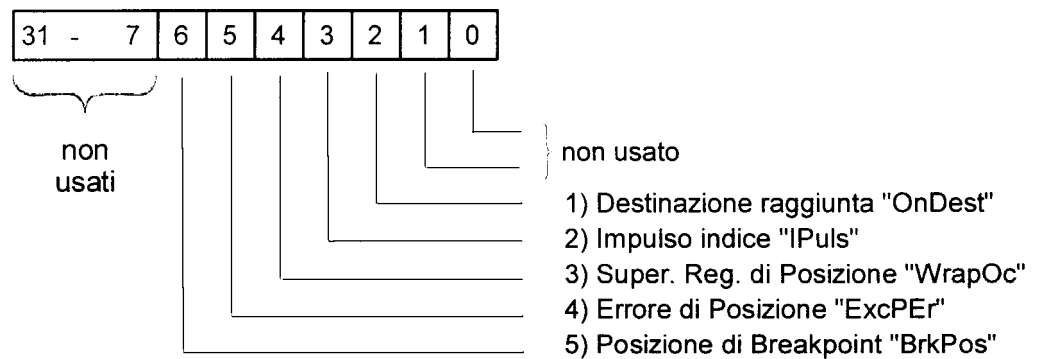 31 - 7 6 5 4 3 2 1 0
non
usati
non usato
1) Destinazione raggiunta "OnDest"
2) Impulso indice "IPuls"
3) Super. Reg. di Posizione "WrapOc"
4) Errore di Posizione "ExcPEr"
5) Posizione di Breakpoint "BrkPos"